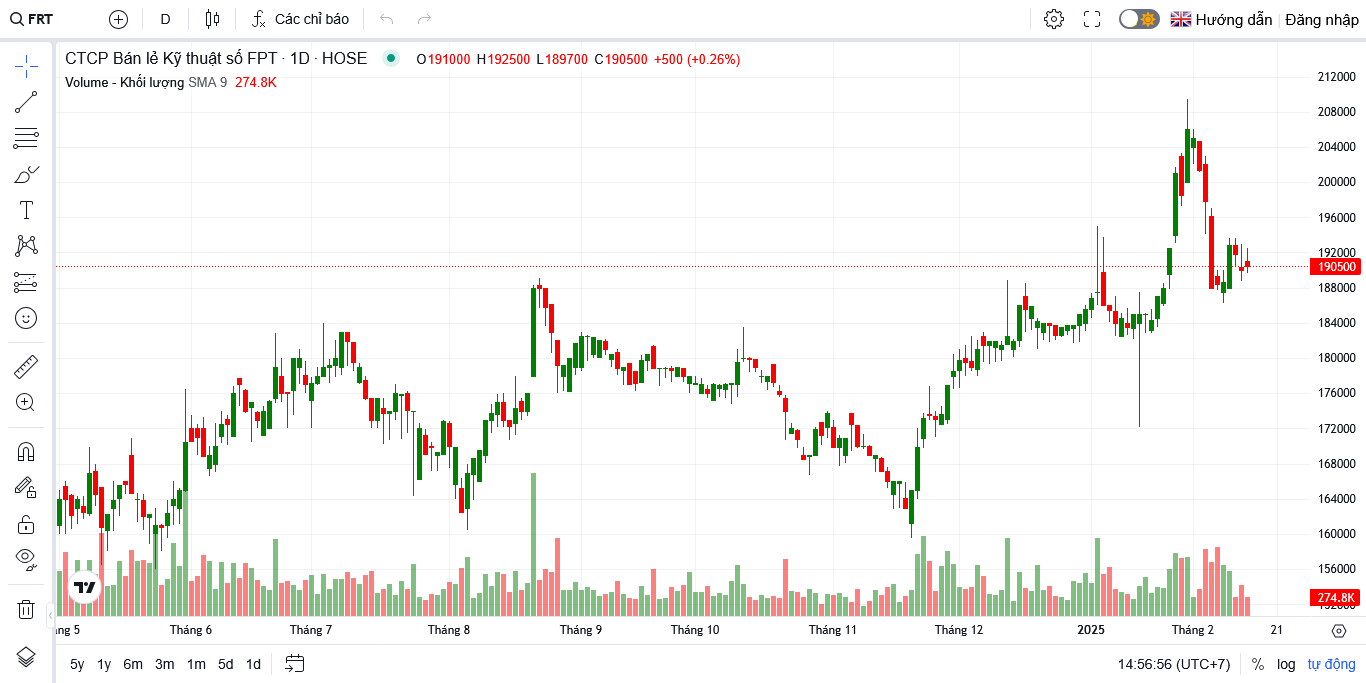 FRT D Các chỉ báo Hướng dẫn Đăng nhập
CTCP Bán lẻ Kỹ thuật số FPT · 1D · HOSE O191000 H192500 L189700 C190500 +500 (+0.26%)
Volume - Khối lượng SMA 9 274.8K
212000
208000
204000
200000
196000
192000
190500
188000
184000
180000
176000
172000
168000
164000
160000
156000
274.8K
Tháng 6 Tháng 7 Tháng 8 Tháng 9 Tháng 10 Tháng 11 Tháng 12 2025 Tháng 2 21
5y 1y 6m 3m 1m 5d 1d 14:56:56 (UTC+7) % log tự động